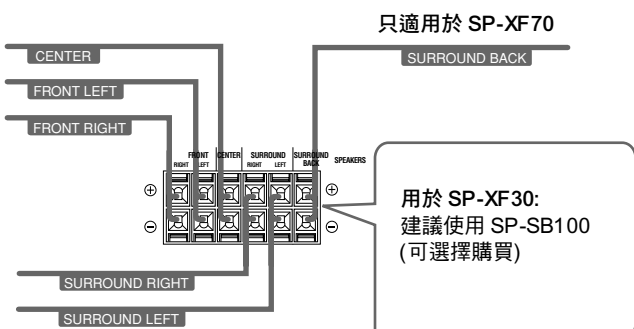 只適用於 SP-XF70
CENTER
SURROUND BACK
FRONT LEFT
FRONT RIGHT
FRONT CENTER SURROUND SURROUND BACK SPEAKERS
RIGHT LEFT RIGHT LEFT
⊕ ⊕
⊖ ⊖
用於 SP-XF30:
建議使用 SP-SB100
(可選擇購買)
SURROUND RIGHT
SURROUND LEFT